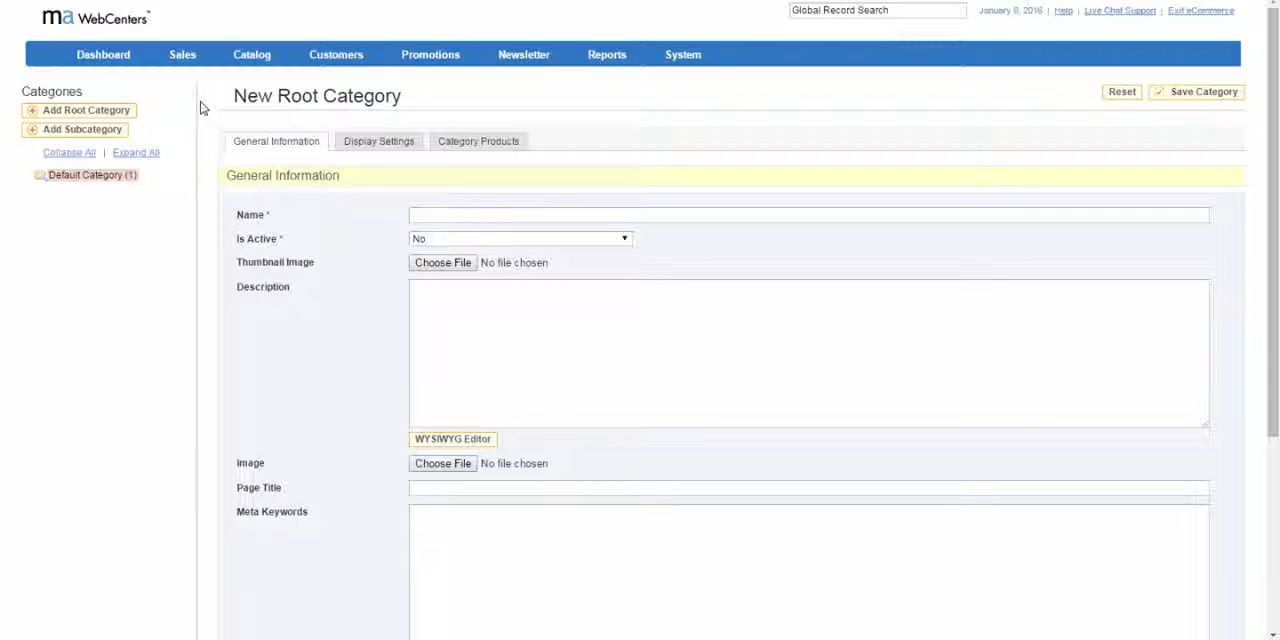 ma WebCenters™
Global Record Search
January 6, 2016 | Help | Live Chat Support | Exit eCommerce
Dashboard Sales Catalog Customers Promotions Newsletter Reports System
Categories
Add Root Category
Add Subcategory
Collapse All | Expand All
Default Category (1)
New Root Category
Reset Save Category
General Information Display Settings Category Products
General Information
Name *
Is Active * No
Thumbnail Image Choose File No file chosen
Description
WYSIWYG Editor
Image Choose File No file chosen
Page Title
Meta Keywords